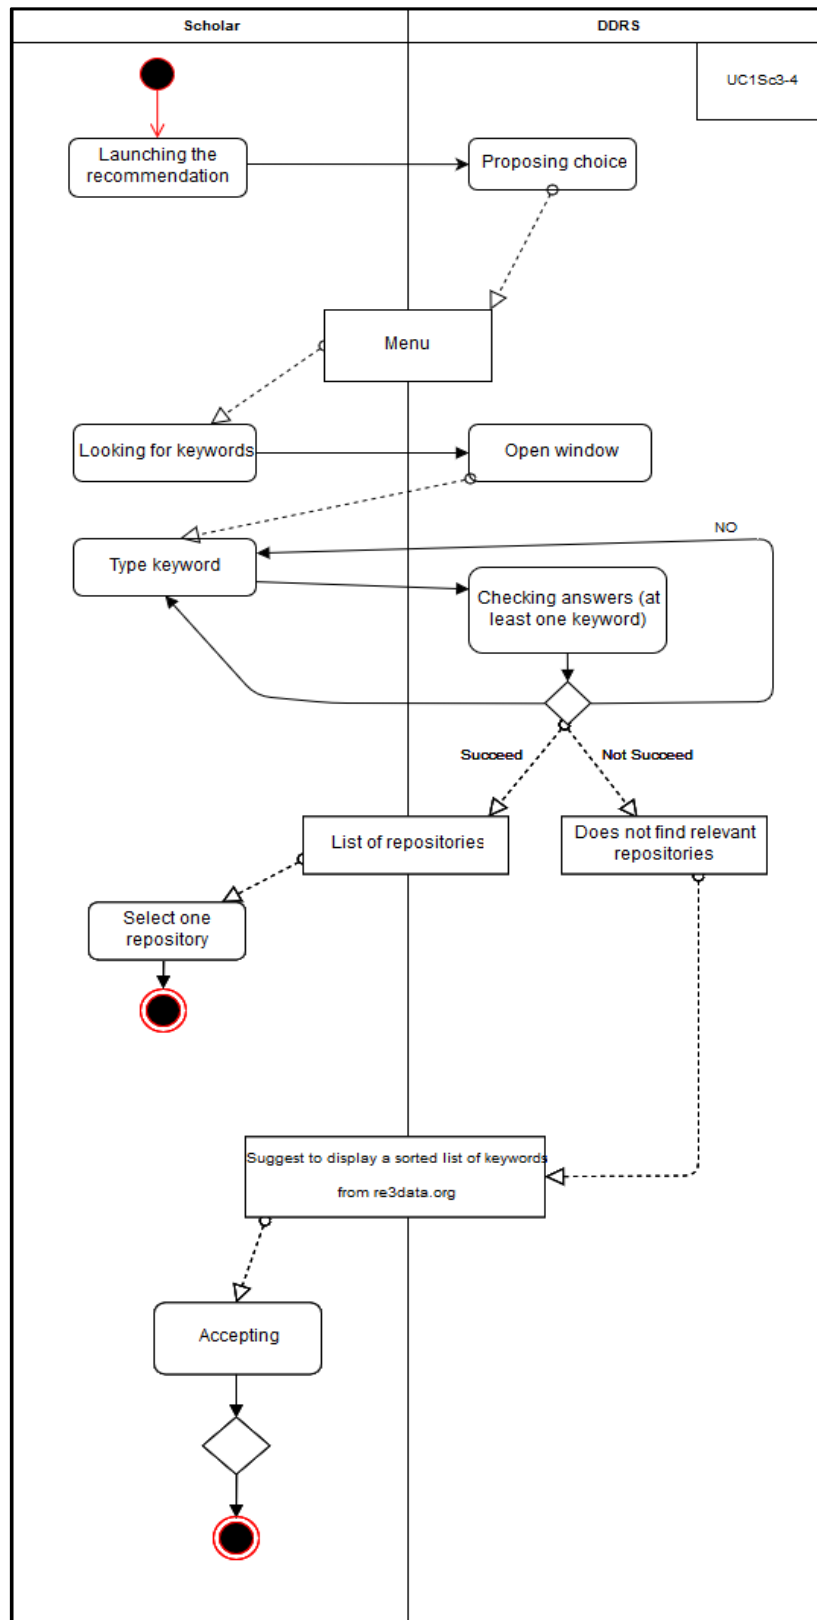 Scholar
DDRS
UC1Sc3-4
Launching the
recommendation
Proposing choice
Menu
Looking for keywords
Open window
NO
Type keyword
Checking answers (at
least one keyword)
Succeed
Not Succeed
List of repositories
Does not find relevant
repositories
Select one
repository
Suggest to display a sorted list of keywords
from re3data.org
Accepting